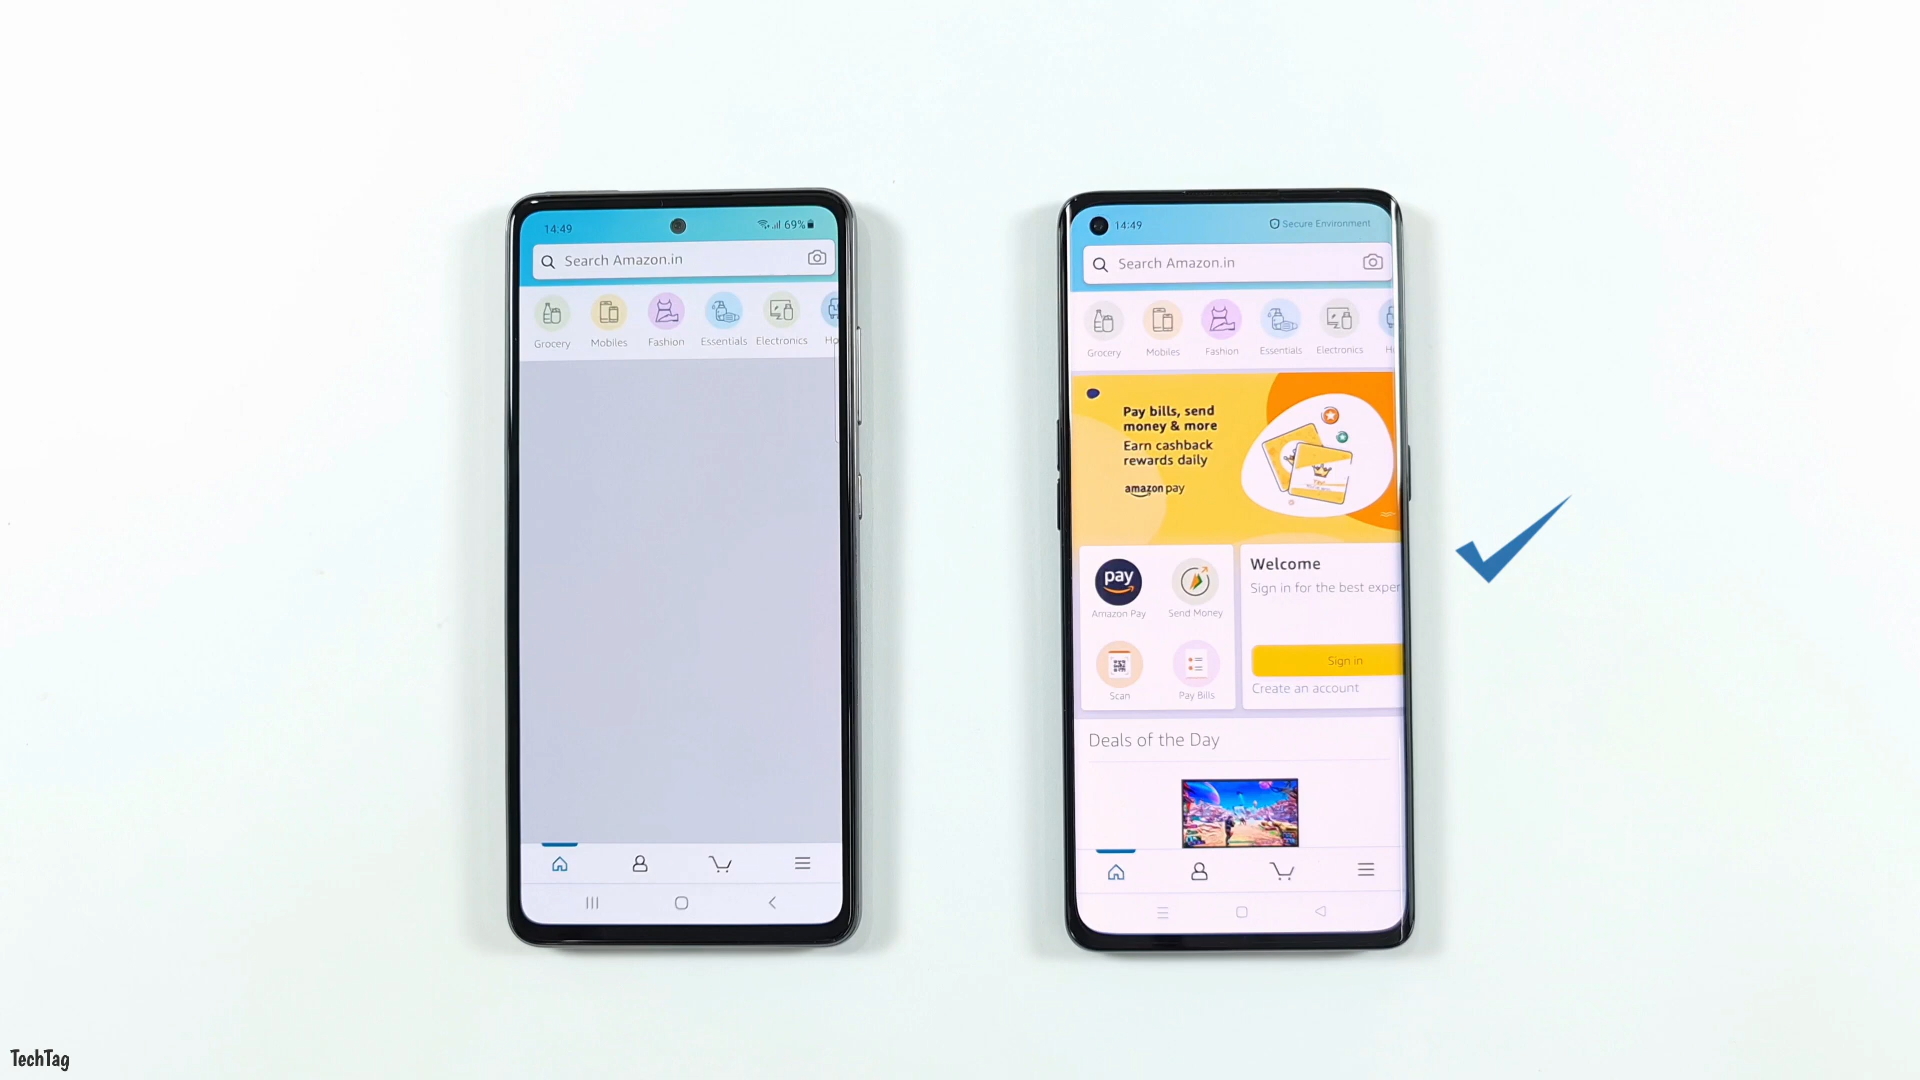 14:49
69%
Search Amazon.in
Grocery
Mobiles
Fashion
Essentials
Electronics
Ho
14:49
Secure Environment
Search Amazon.in
Grocery
Mobiles
Fashion
Essentials
Electronics
Pay bills, send
money & more
Earn cashback
rewards daily
amazon pay
pay
Amazon Pay
Send Money
Scan
Pay Bills
Welcome
Sign in for the best exper
Sign in
Create an account
Deals of the Day
TechTag